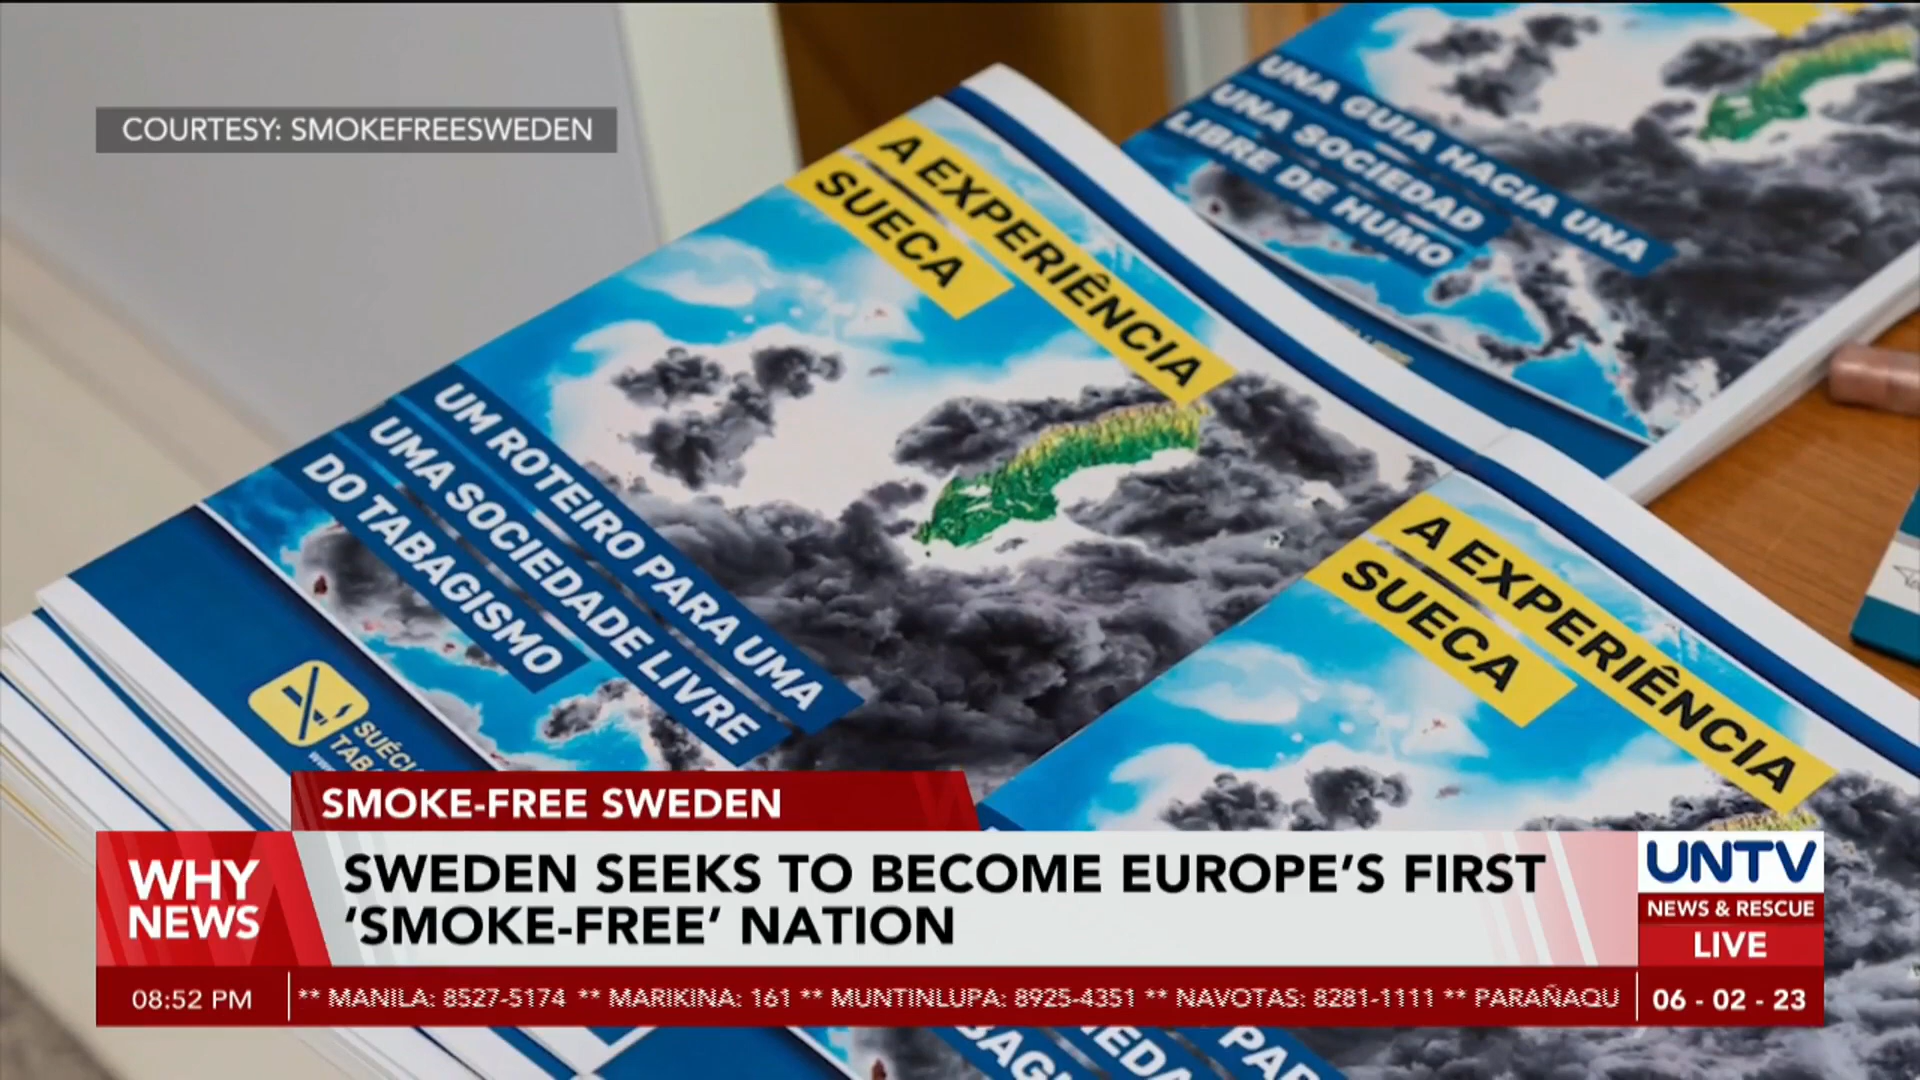 COURTESY: SMOKEFREESWEDEN
UNA GUIA HACIA UNA
UNA SOCIEDAD
LIBRE DE HUMO
A EXPERIÊNCIA
SUECA
UM ROTEIRO PARA UMA
UMA SOCIEDADE LIVRE
DO TABAGISMO
A EXPERIÊNCIA
SUECA
SMOKE-FREE SWEDEN
WHY
NEWS
SWEDEN SEEKS TO BECOME EUROPE'S FIRST
‘SMOKE-FREE’ NATION
UNTV
NEWS & RESCUE
LIVE
08:52 PM
** MANILA: 8527-5174 ** MARIKINA: 161 ** MUNTINLUPA: 8925-4351 ** NAVOTAS: 8281-1111 ** PARAÑAQU
06 - 02 - 23